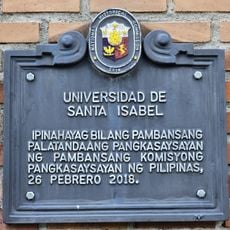 UNIVERSIDAD DE
SANTA ISABEL
IPINAHAYAG BILANG PAMBANSANG
PALATANDAANG PANGKASAYSAYAN
NG PAMBANSANG KOMISYONG
PANGKASAYSAYAN NG PILIPINAS,
26 PEBRERO 2018.